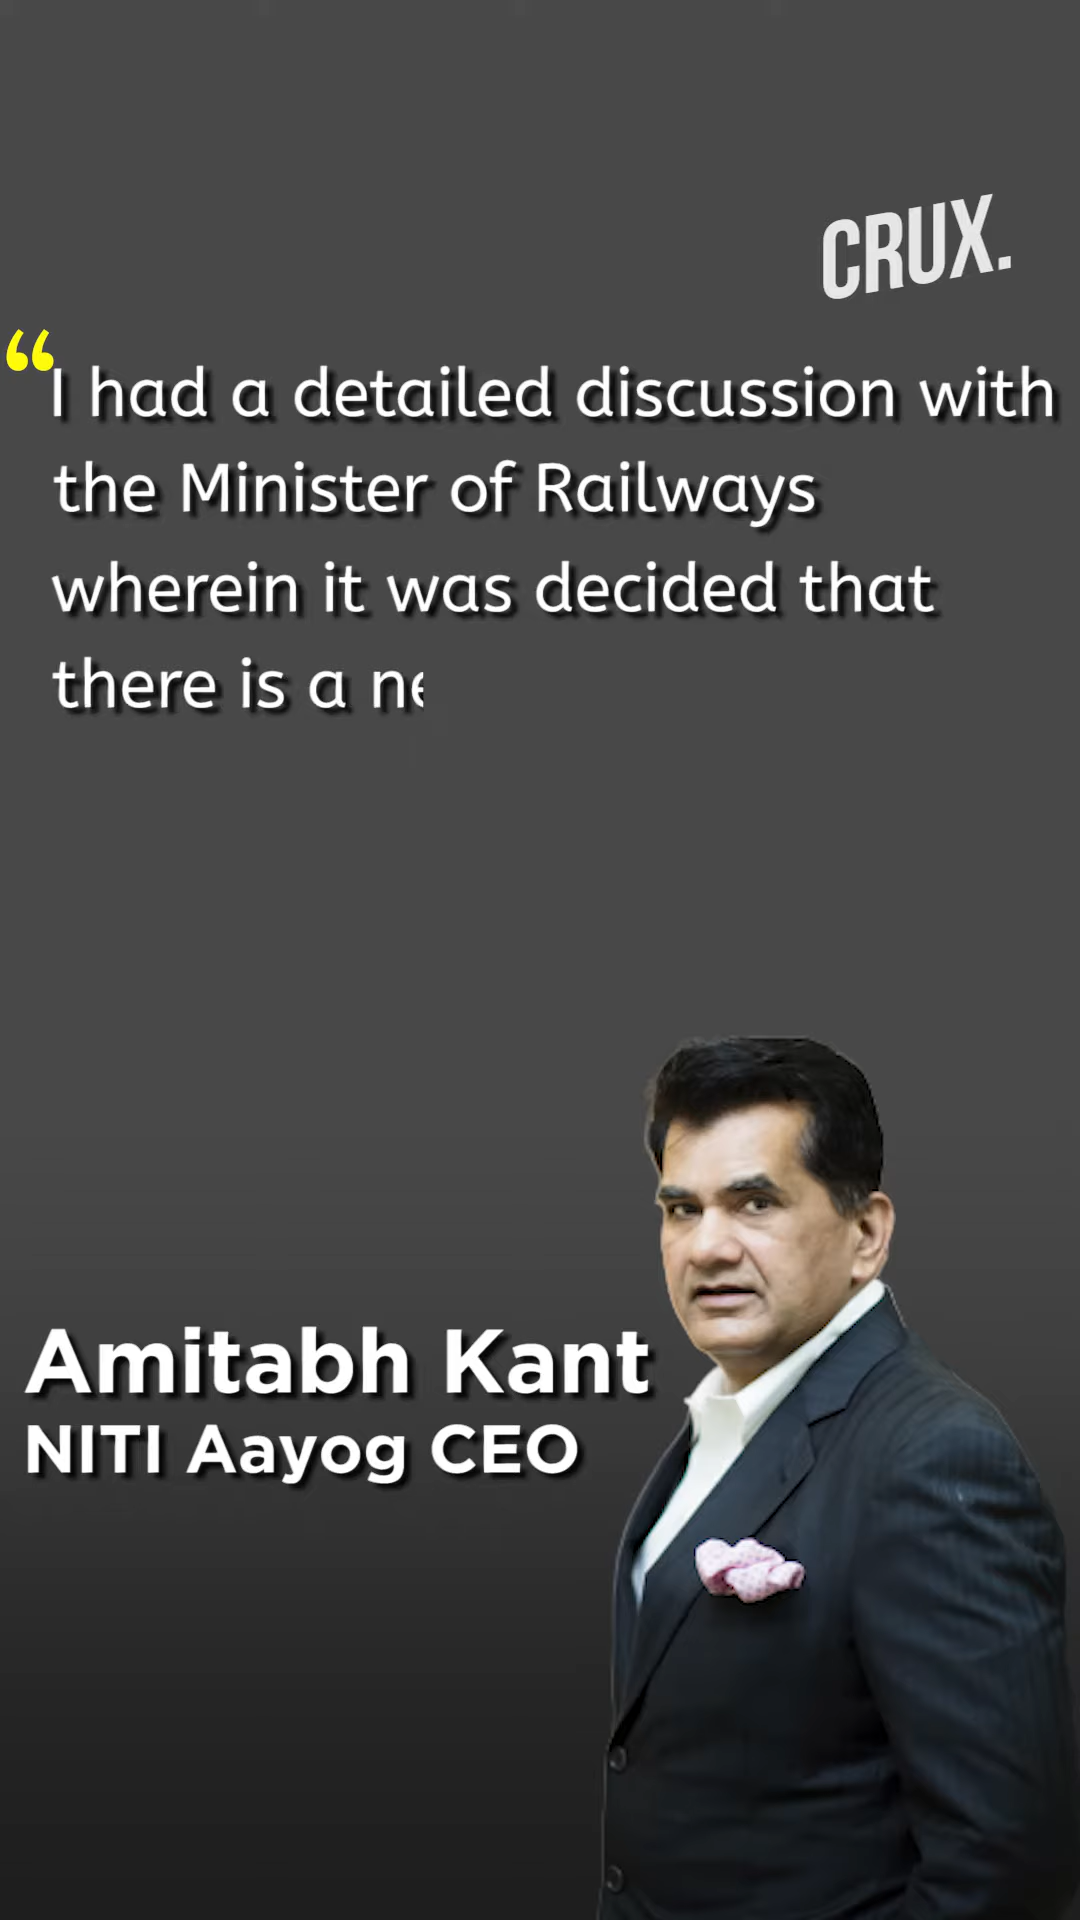 CRUX.
“I had a detailed discussion with
the Minister of Railways
wherein it was decided that
there is a
Amitabh Kant
NITI Aayog CEO